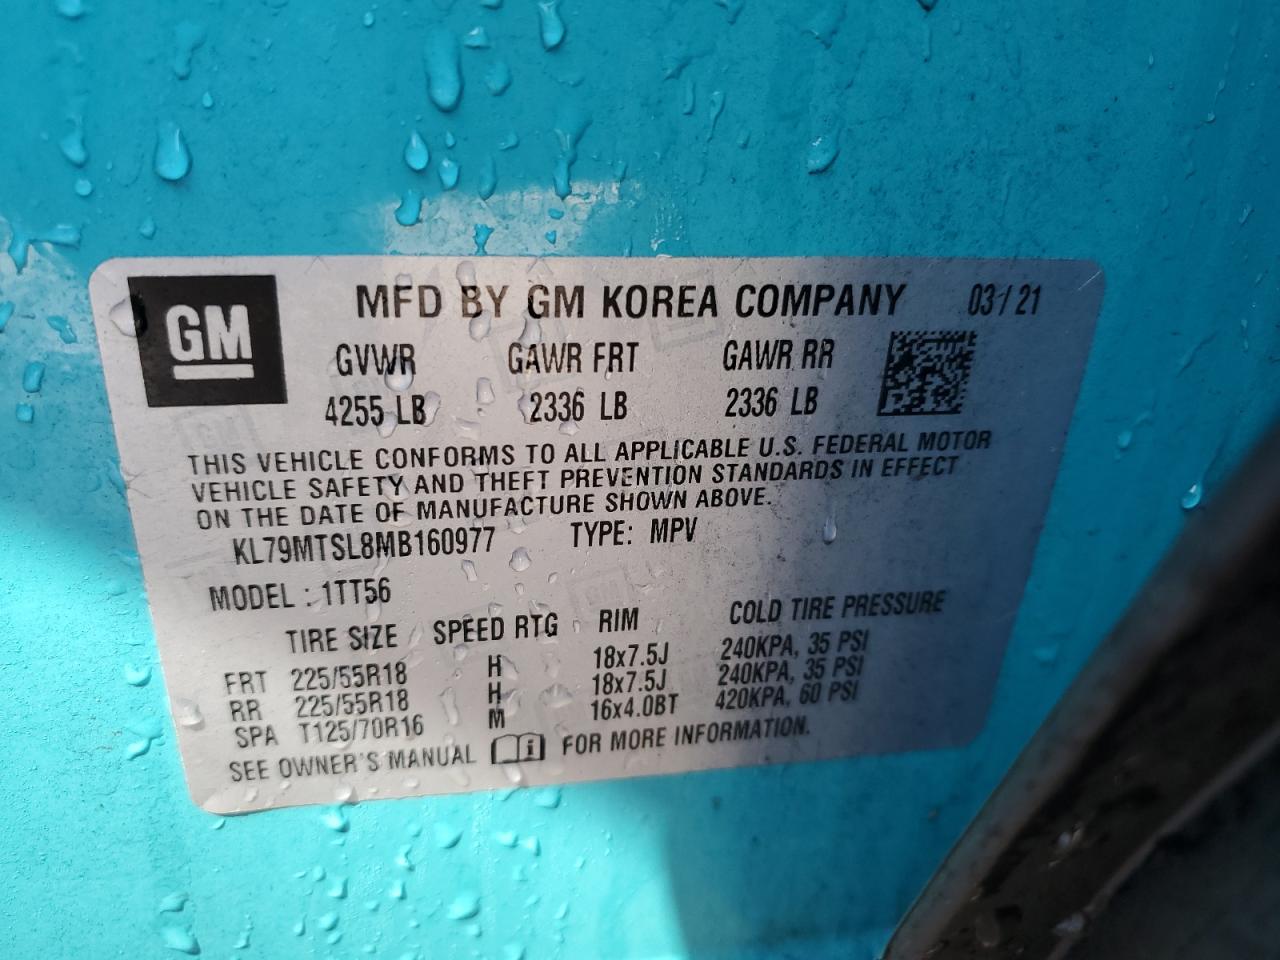 GM
MFD BY GM KOREA COMPANY 03/21
GVWR GAWR FRT GAWR RR
4255 LB 2336 LB 2336 LB
THIS VEHICLE CONFORMS TO ALL APPLICABLE U.S. FEDERAL MOTOR
VEHICLE SAFETY AND THEFT PREVENTION STANDARDS IN EFFECT
ON THE DATE OF MANUFACTURE SHOWN ABOVE.
KL79MTSL8MB160977 TYPE: MPV
MODEL : 1TT56
TIRE SIZE SPEED RTG RIM COLD TIRE PRESSURE
FRT 225/55R18 H 18x7.5J 240KPA, 35 PSI
RR 225/55R18 H 18x7.5J 240KPA, 35 PSI
SPA T125/70R16 M 16x4.0BT 420KPA, 60 PSI
SEE OWNER'S MANUAL i FOR MORE INFORMATION.